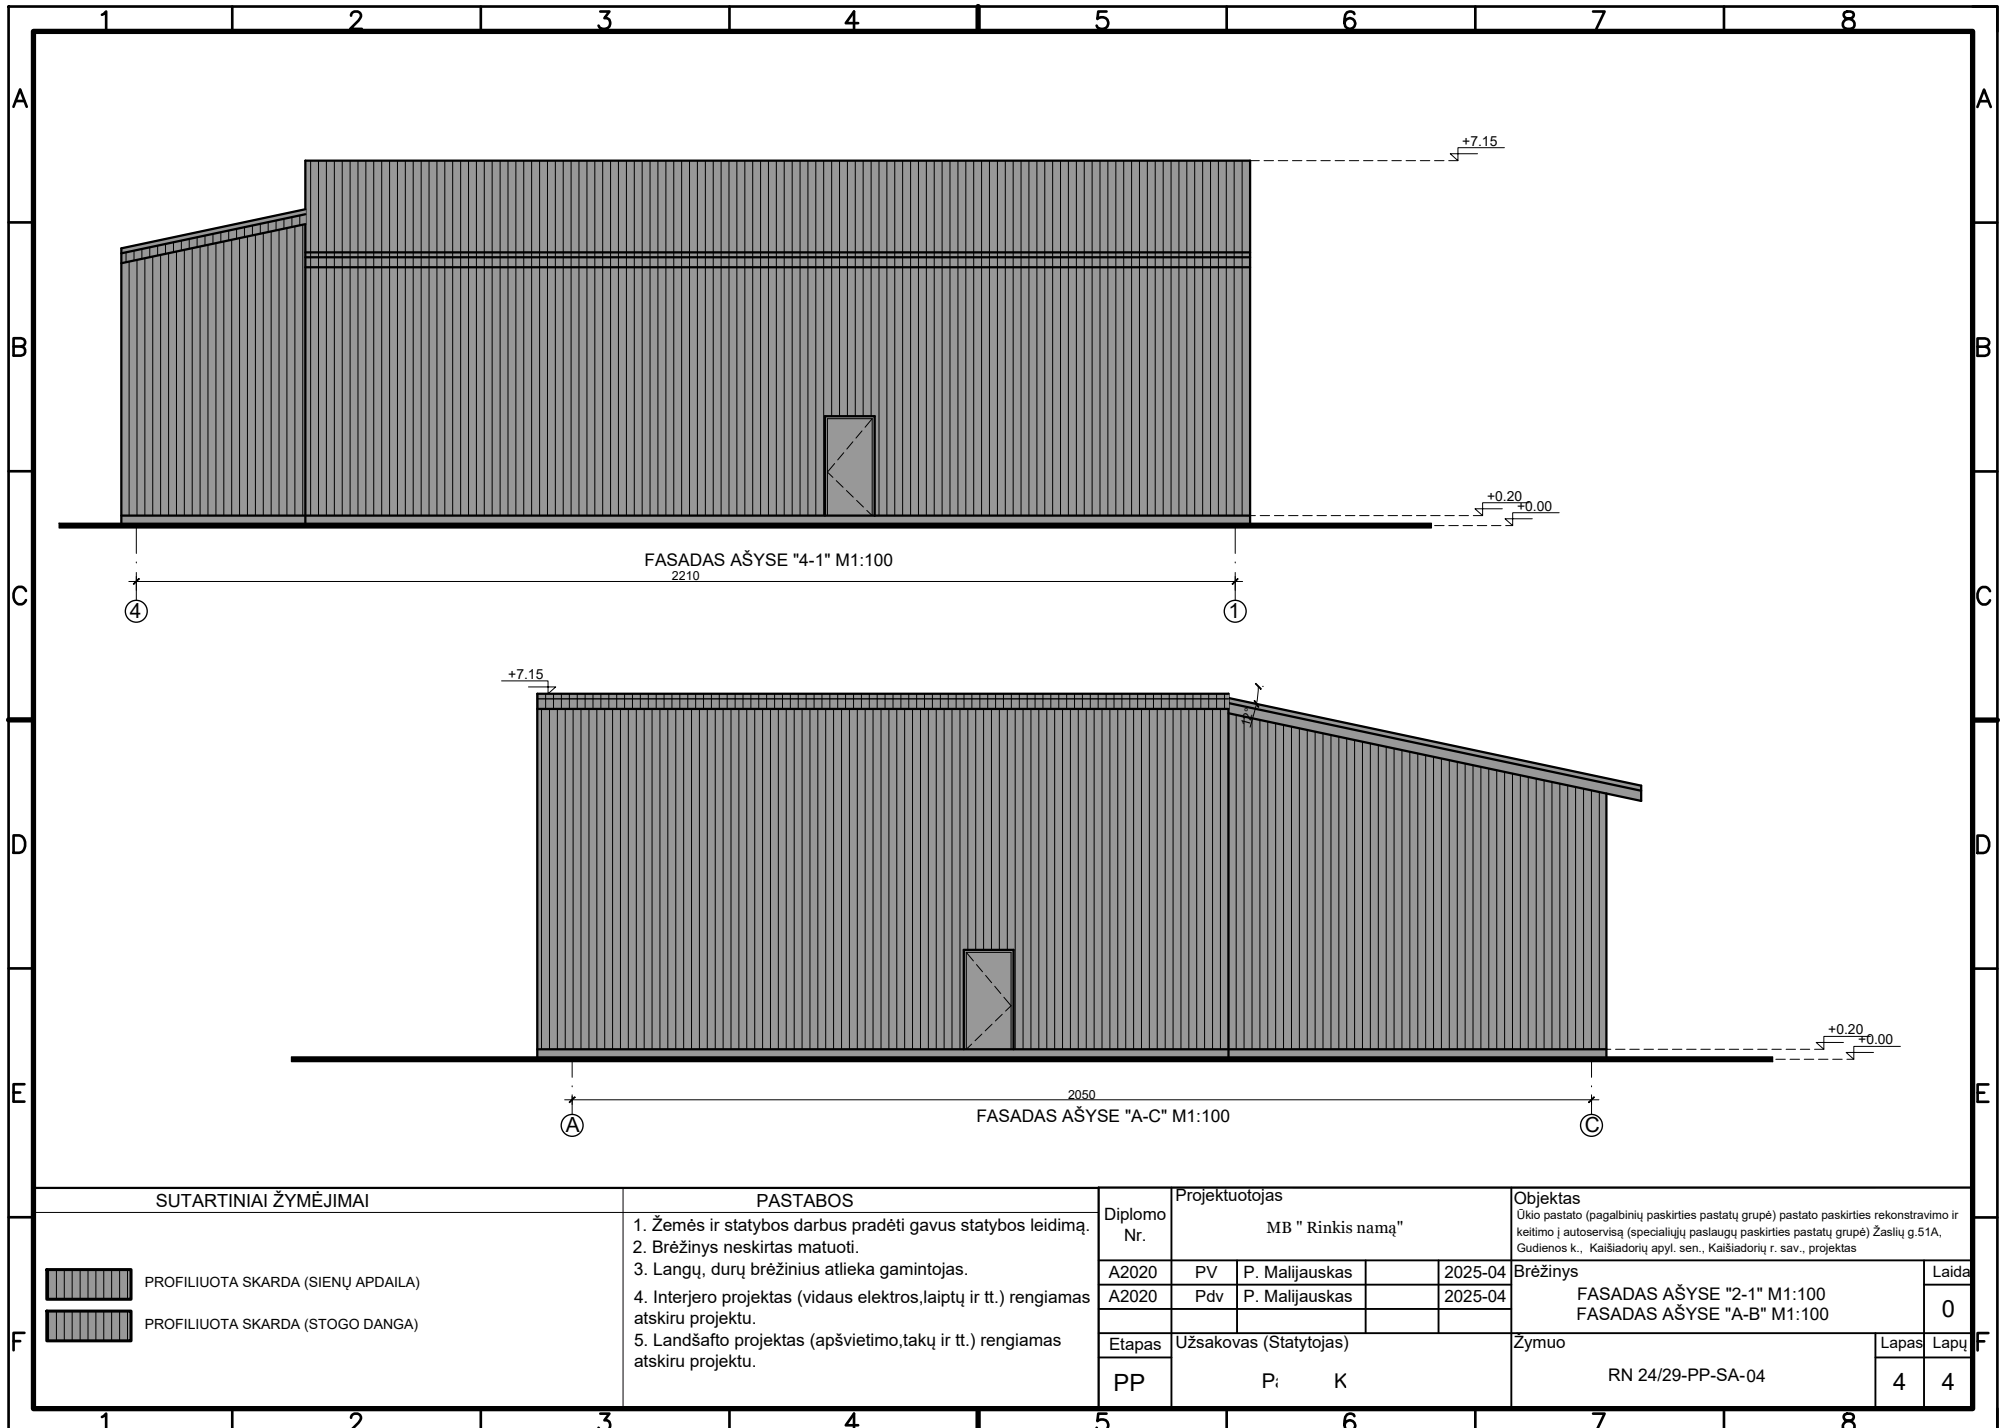 1 2 3 4 5 6 7 8
A A
B B
C C
D D
E E
F F
+7.15
+0.20
+0.00
FASADAS AŠYSE "4-1" M1:100
2210
4 1
+7.15
12°
+0.20
+0.00
2050
FASADAS AŠYSE "A-C" M1:100
A C
SUTARTINIAI ŽYMĖJIMAI
PROFILIUOTA SKARDA (SIENŲ APDAILA)
PROFILIUOTA SKARDA (STOGO DANGA)
PASTABOS
1. Žemės ir statybos darbus pradėti gavus statybos leidimą.
2. Brėžinys neskirtas matuoti.
3. Langų, durų brėžinius atlieka gamintojas.
4. Interjero projektas (vidaus elektros,laiptų ir tt.) rengiamas
atskiru projektu.
5. Landšafto projektas (apšvietimo,takų ir tt.) rengiamas
atskiru projektu.
Diplomo
Nr.
Projektuotojas
MB " Rinkis namą"
Objektas
Ūkio pastato (pagalbinių paskirties pastatų grupė) pastato paskirties rekonstravimo ir
keitimo į autoservisą (specialiųjų paslaugų paskirties pastatų grupė) Žaslių g.51A,
Gudienos k., Kaišiadorių apyl. sen., Kaišiadorių r. sav., projektas
A2020 PV P. Malijauskas 2025-04
A2020 Pdv P. Malijauskas 2025-04
Brėžinys
FASADAS AŠYSE "2-1" M1:100
FASADAS AŠYSE "A-B" M1:100
Laida
0
Etapas
PP
Užsakovas (Statytojas)
K
Žymuo
RN 24/29-PP-SA-04
Lapas Lapų
4 4
1 2 3 4 5 6 7 8